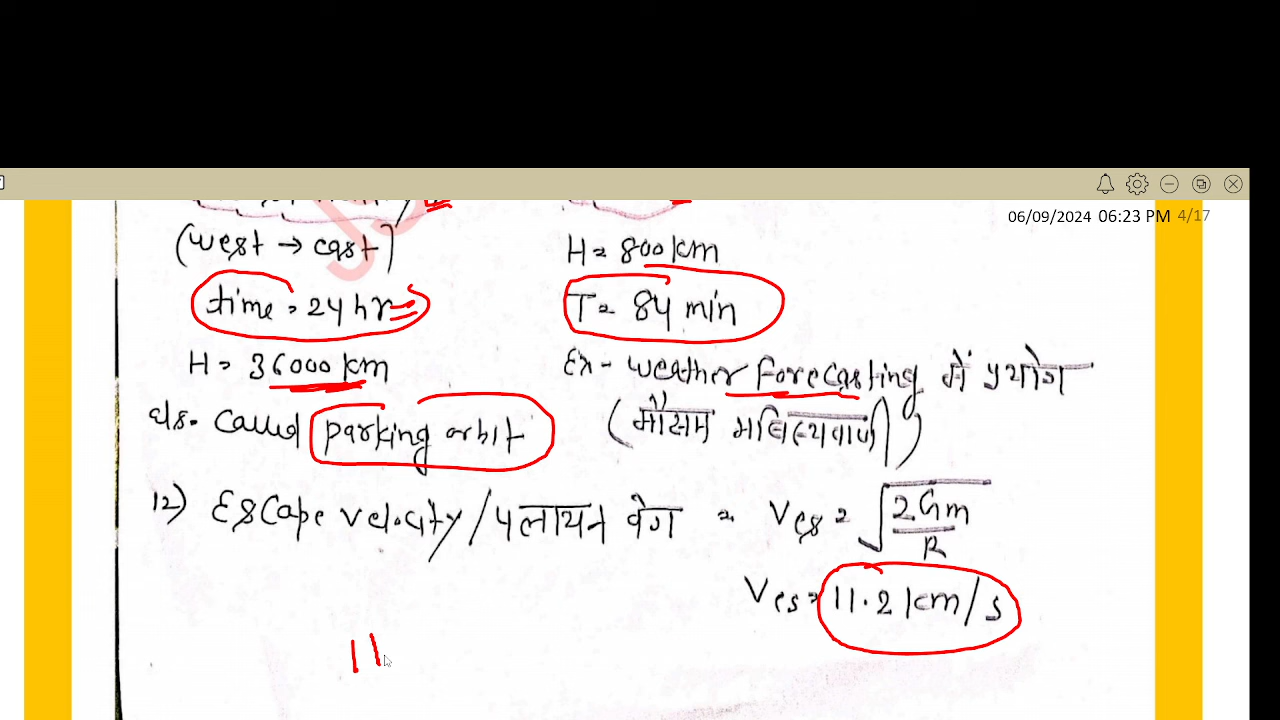 06/09/2024 06:23 PM 4/17
(west → east)
time = 24 hr
H = 36000 km
als. Called parking orbit
H = 800 km
T = 84 min
Ex - weather forecasting में प्रयोग
(मौसम भविष्यवाणी)
12) Escape velocity / पलायन वेग = Ves = √2Gm/R
Ves = 11.2 km/s
11